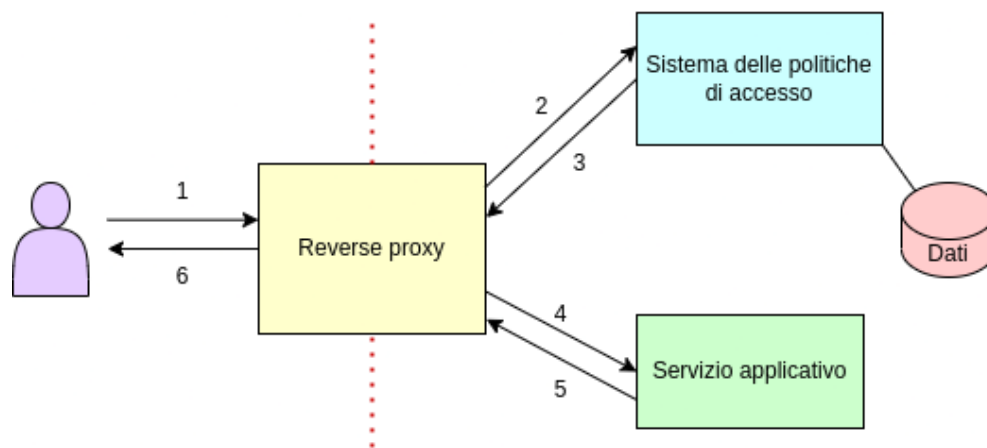 Sistema delle politiche
di accesso
2
3
1
Reverse proxy
6
Dati
4
5
Servizio applicativo